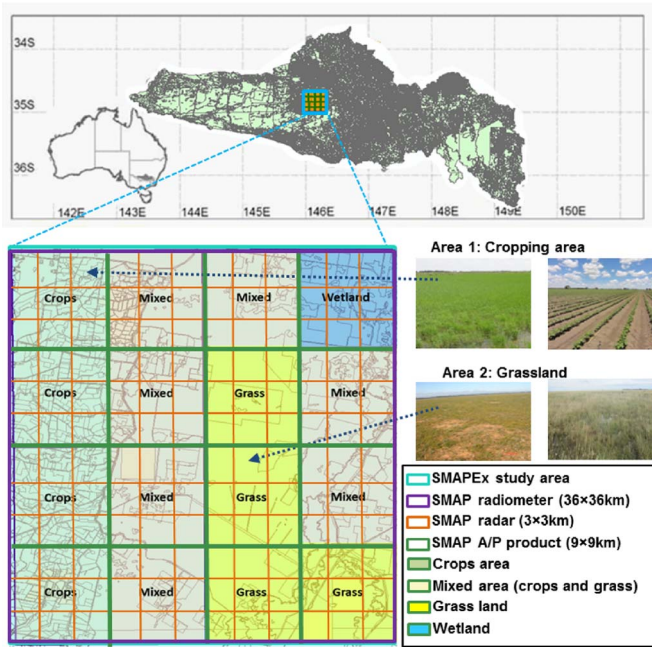 34S
35S
36S
142E 143E 144E 145E 146E 147E 148E 149E 150E
Area 1: Cropping area
Crops Mixed Mixed Wetland
Area 2: Grassland
Crops Mixed Grass Mixed
Crops Mixed Grass Mixed
Crops Mixed Grass Grass
SMAPEx study area
SMAP radiometer (36×36km)
SMAP radar (3×3km)
SMAP A/P product (9×9km)
Crops area
Mixed area (crops and grass)
Grass land
Wetland